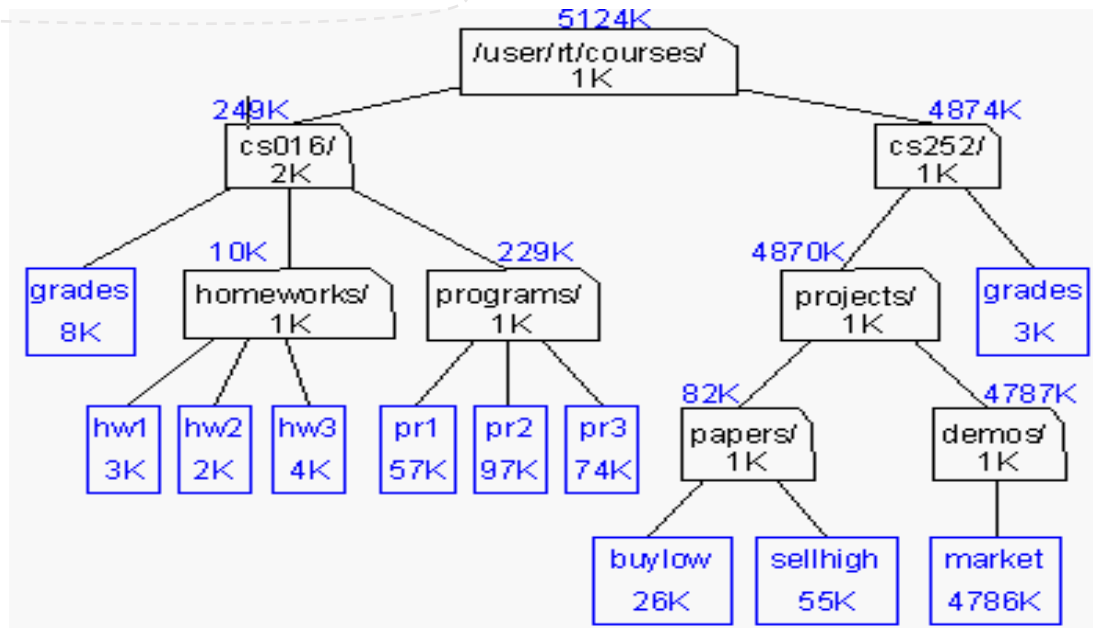 5124K
/user/rt/courses/
1K
249K
4874K
cs016/
2K
cs252/
1K
10K
229K
4870K
grades
8K
homeworks/
1K
programs/
1K
projects/
1K
grades
3K
82K
4787K
hw1
3K
hw2
2K
hw3
4K
pr1
57K
pr2
97K
pr3
74K
papers/
1K
demos/
1K
buylow
26K
sellhigh
55K
market
4786K